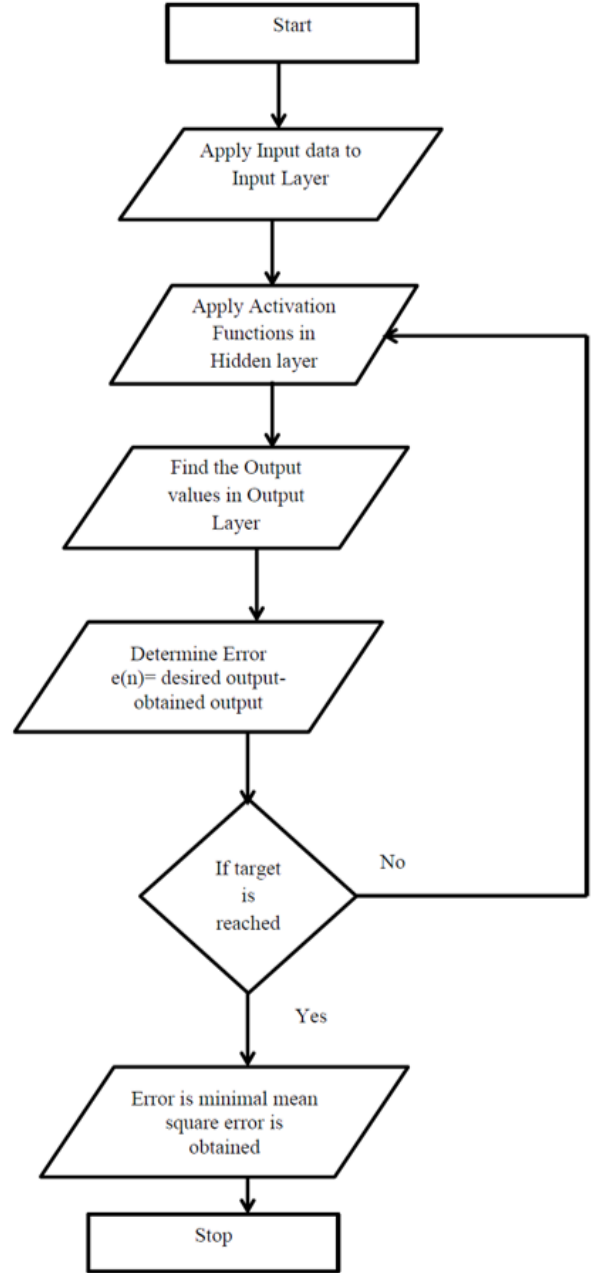 Start
Apply Input data to
Input Layer
Apply Activation
Functions in
Hidden layer
Find the Output
values in Output
Layer
Determine Error
e(n)= desired output-
obtained output
If target
is
reached
No
Yes
Error is minimal mean
square error is
obtained
Stop